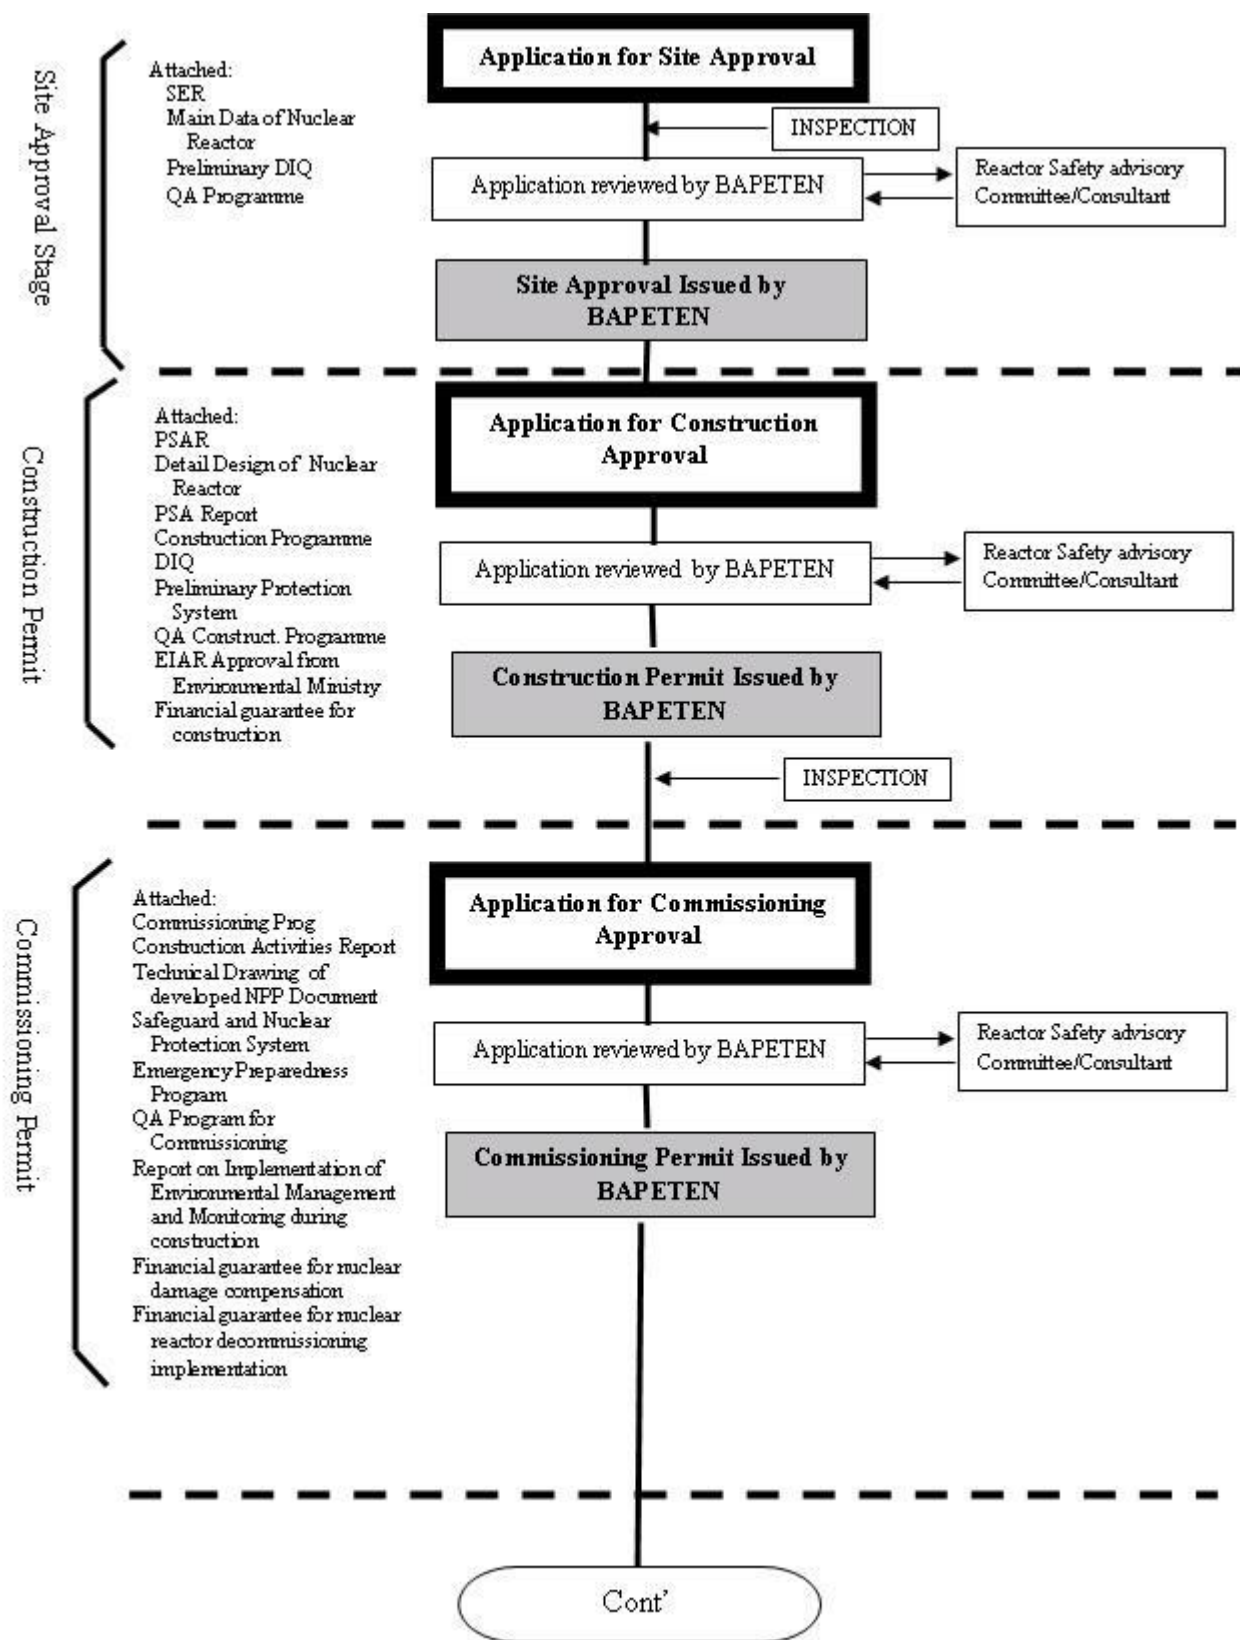 Site Approval Stage
Attached:
SER
Main Data of Nuclear
Reactor
Preliminary DIQ
QA Programme
Application for Site Approval
INSPECTION
Application reviewed by BAPETEN
Reactor Safety advisory
Committee/Consultant
Site Approval Issued by
BAPETEN
Construction Permit
Attached:
PSAR
Detail Design of Nuclear
Reactor
PSA Report
Construction Programme
DIQ
Preliminary Protection
System
QA Construct. Programme
EIAR Approval from
Environmental Ministry
Financial guarantee for
construction
Application for Construction
Approval
Application reviewed by BAPETEN
Reactor Safety advisory
Committee/Consultant
Construction Permit Issued by
BAPETEN
INSPECTION
Commissioning Permit
Attached:
Commissioning Prog
Construction Activities Report
Technical Drawing of
developed NPP Document
Safeguard and Nuclear
Protection System
Emergency Preparedness
Program
QA Program for
Commissioning
Report on Implementation of
Environmental Management
and Monitoring during
construction
Financial guarantee for nuclear
damage compensation
Financial guarantee for nuclear
reactor decommissioning
implementation
Application for Commissioning
Approval
Application reviewed by BAPETEN
Reactor Safety advisory
Committee/Consultant
Commissioning Permit Issued by
BAPETEN
Cont’